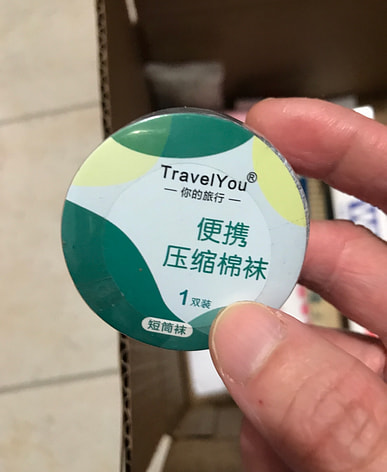 TravelYou®
— 你的旅行 —
便携
压缩棉袜
1双装
短筒袜